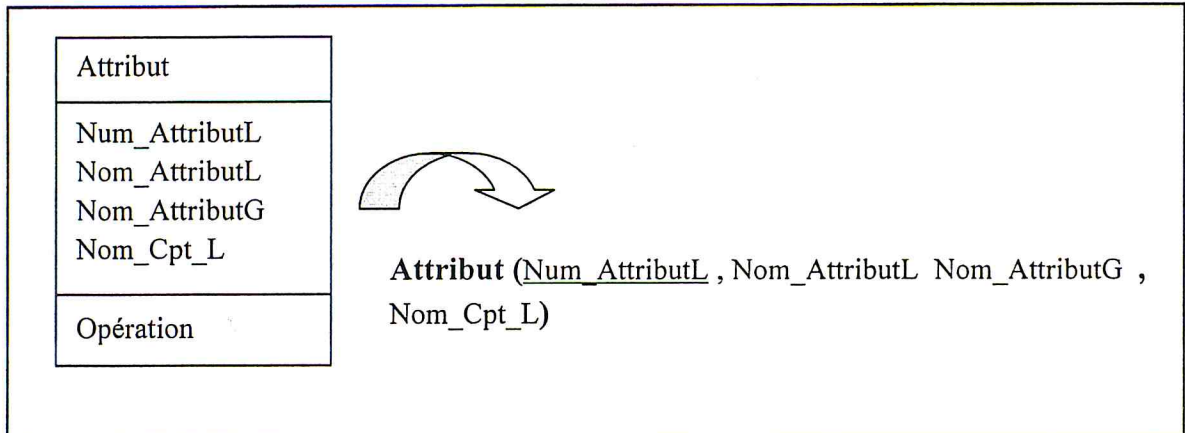 Attribut
Num_AttributL
Nom_AttributL
Nom_AttributG
Nom_Cpt_L
Opération
Attribut (Num_AttributL , Nom_AttributL Nom_AttributG ,
Nom_Cpt_L)